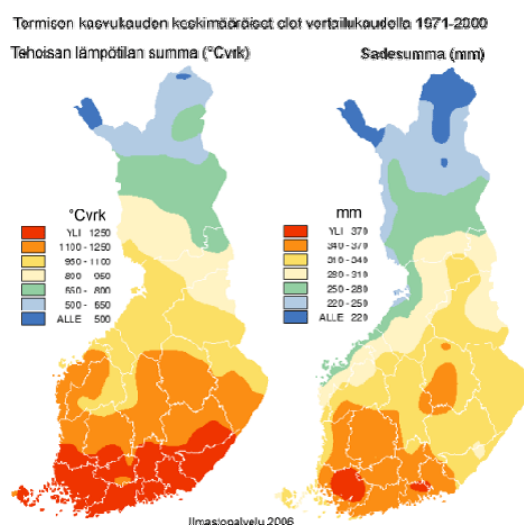 Termisen kasvukauden keskimääräiset olot vertailukaudella 1971-2000
Tehoisan lämpötilan summa (°Cvrk)
Sadesumma (mm)
°Cvrk
YLI 1250
1100 - 1250
950 - 1100
800 - 950
650 - 800
500 - 650
ALLE 500
mm
YLI 370
340 - 370
310 - 340
280 - 310
250 - 280
220 - 250
ALLE 220
Ilmastopalvelu 2006